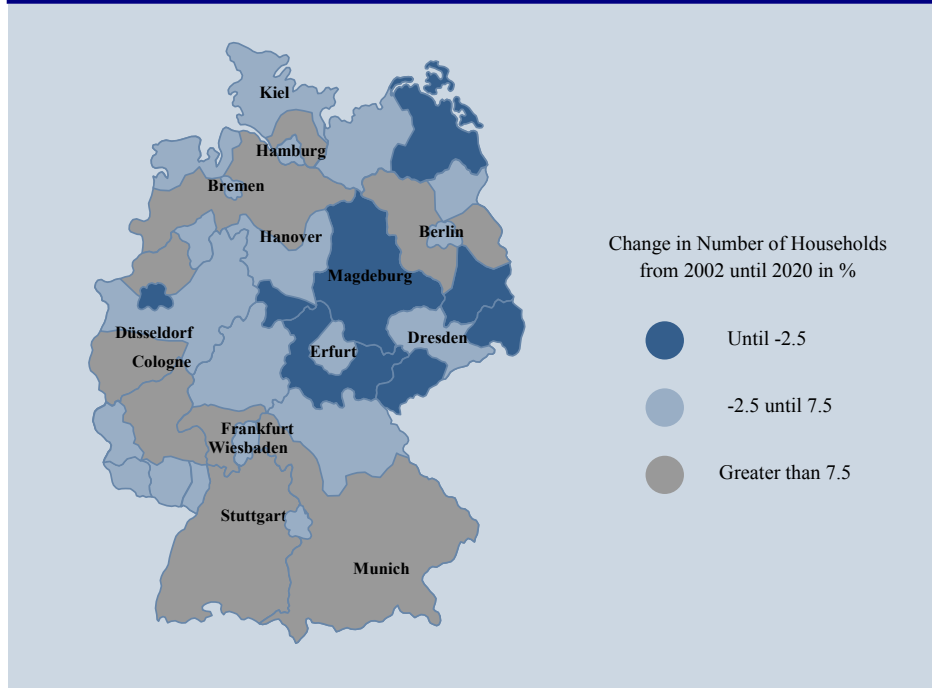 Kiel
Hamburg
Bremen
Hanover
Berlin
Magdeburg
Düsseldorf
Cologne
Erfurt
Dresden
Frankfurt
Wiesbaden
Stuttgart
Munich
Change in Number of Households
from 2002 until 2020 in %
Until -2.5
-2.5 until 7.5
Greater than 7.5